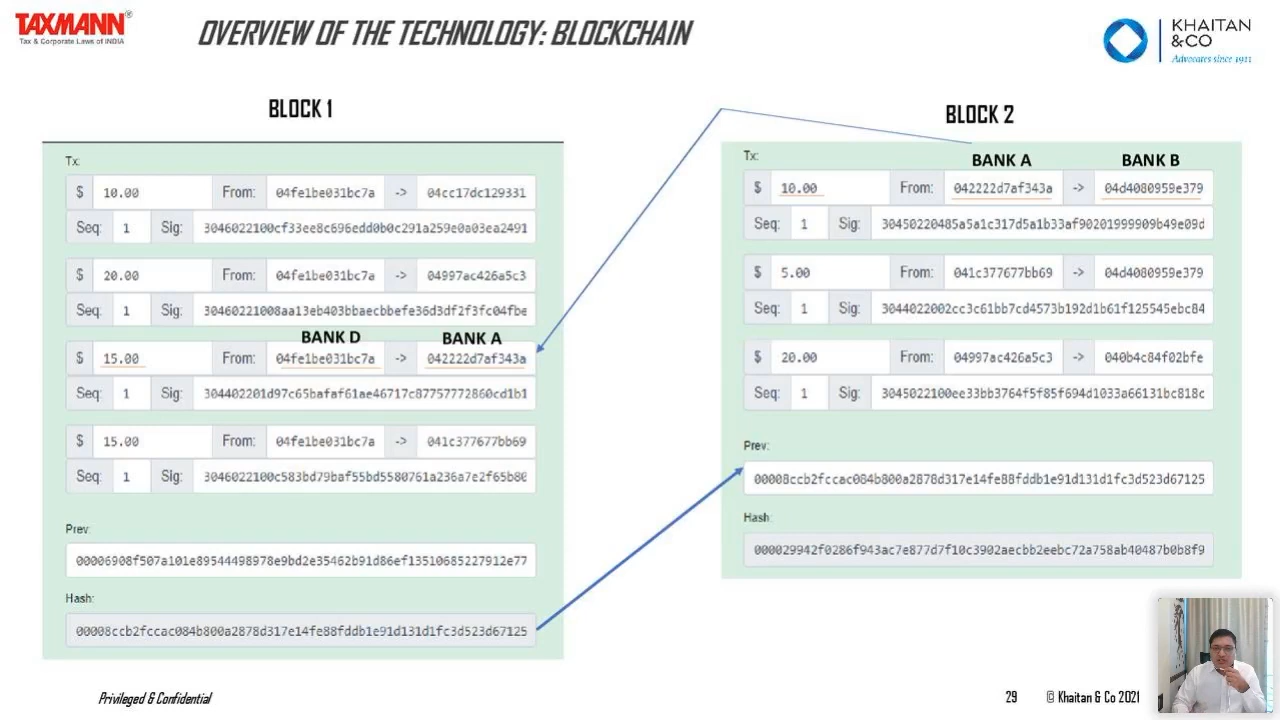 TAXMANN®
Tax & Corporate Laws of INDIA
OVERVIEW OF THE TECHNOLOGY: BLOCKCHAIN
KHAITAN
&CO
Advocates since 1911
BLOCK 1
Tx:
$ 10.00 From: 04fe1be031bc7a -> 04cc17dc129331
Seq: 1 Sig: 3046022100cf33ee8c696edd0b0c291a259e0a03ea2491
$ 20.00 From: 04fe1be031bc7a -> 04997ac426a5c3
Seq: 1 Sig: 30460221008aa13eb403bbaecbbefe36d3df2f3fc04fbe
BANK D BANK A
$ 15.00 From: 04fe1be031bc7a -> 042222d7af343a
Seq: 1 Sig: 304402201d97c65bafaf61ae46717c87757772860cd1b1
$ 15.00 From: 04fe1be031bc7a -> 041c377677bb69
Seq: 1 Sig: 3046022100c583bd79baf55bd5580761a236a7e2f65b80
Prev:
00006908f507a101e89544498978e9bd2e35462b91d86ef13510685227912e77
Hash:
00008ccb2fccac084b800a2878d317e14fe88fddb1e91d131d1fc3d523d67125
BLOCK 2
Tx:
BANK A BANK B
$ 10.00 From: 042222d7af343a -> 04d4080959e379
Seq: 1 Sig: 30450220485a5a1c317d5a1b33af90201999909b49e09d
$ 5.00 From: 041c377677bb69 -> 04d4080959e379
Seq: 1 Sig: 3044022002cc3c61bb7cd4573b192d1b61f125545ebc84
$ 20.00 From: 04997ac426a5c3 -> 040b4c84f02bfe
Seq: 1 Sig: 3045022100ee33bb3764f5f85f694d1033a66131bc818c
Prev:
00008ccb2fccac084b800a2878d317e14fe88fddb1e91d131d1fc3d523d67125
Hash:
000029942f0286f943ac7e877d7f10c3902aecbb2eebc72a758ab40487b0b8f9
Privileged & Confidential
29 © Khaitan & Co 2021